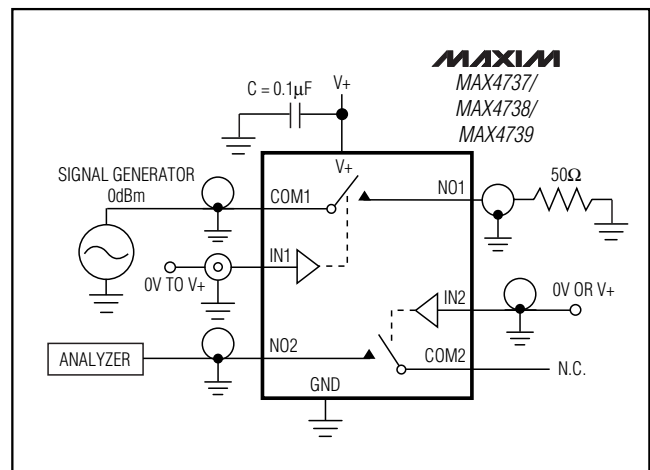 MAXIM
MAX4737/
MAX4738/
MAX4739
C = 0.1µF
V+
V+
SIGNAL GENERATOR
0dBm
COM1
NO1
50Ω
IN1
0V TO V+
IN2
0V OR V+
ANALYZER
NO2
COM2
N.C.
GND